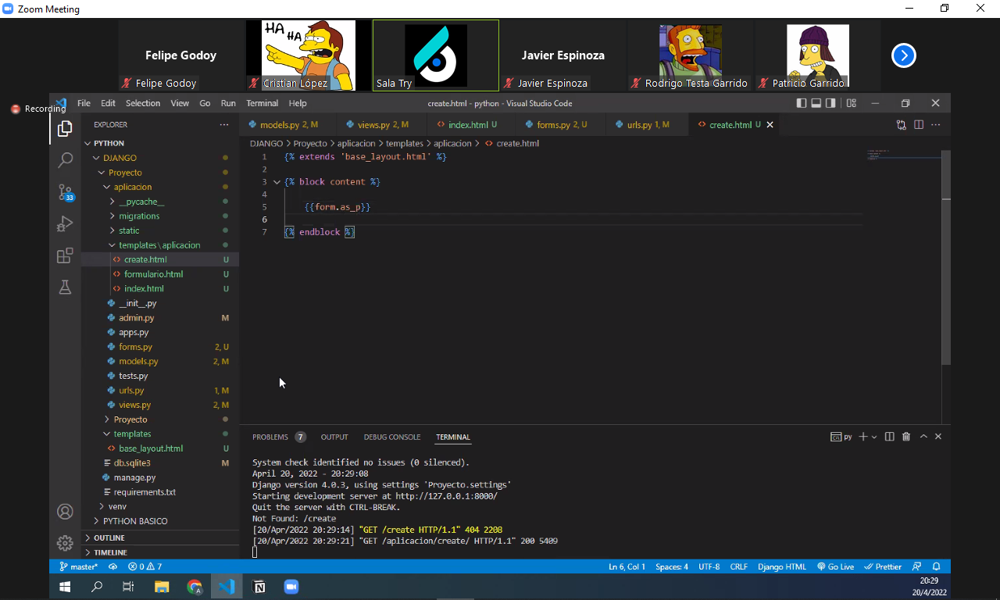 Zoom Meeting
HA
HA
Felipe Godoy
Javier Espinoza
Felipe Godoy
Cristian López
Sala Try
Javier Espinoza
Rodrigo Testa Garrido
Patricio Garrido
Recording
File Edit Selection View Go Run Terminal Help
create.html - python - Visual Studio Code
EXPLORER
models.py 2, M
views.py 2, M
index.html U
forms.py 2, U
urls.py 1, M
create.html U
DJANGO > Proyecto > aplicacion > templates > aplicacion > create.html
PYTHON
DJANGO
Proyecto
aplicacion
__pycache__
migrations
static
templates\aplicacion
create.html U
formulario.html U
index.html U
__init__.py
admin.py M
apps.py
forms.py 2, U
models.py 2, M
tests.py
urls.py 1, M
views.py 2, M
Proyecto
templates
base_layout.html U
db.sqlite3 M
manage.py
requirements.txt
venv
PYTHON BASICO
OUTLINE
TIMELINE
33
1 {% extends 'base_layout.html' %}
2
3 {% block content %}
4
5 {{form.as_p}}
6
7 {% endblock %}
PROBLEMS 7 OUTPUT DEBUG CONSOLE TERMINAL
py
System check identified no issues (0 silenced).
April 20, 2022 - 20:29:08
Django version 4.0.3, using settings 'Proyecto.settings'
Starting development server at http://127.0.0.1:8000/
Quit the server with CTRL-BREAK.
Not Found: /create
[20/Apr/2022 20:29:14] "GET /create HTTP/1.1" 404 2208
[20/Apr/2022 20:29:21] "GET /aplicacion/create/ HTTP/1.1" 200 5409
master* 0 7
Ln 6, Col 1 Spaces: 4 UTF-8 CRLF Django HTML Go Live Prettier
20:29
20/4/2022